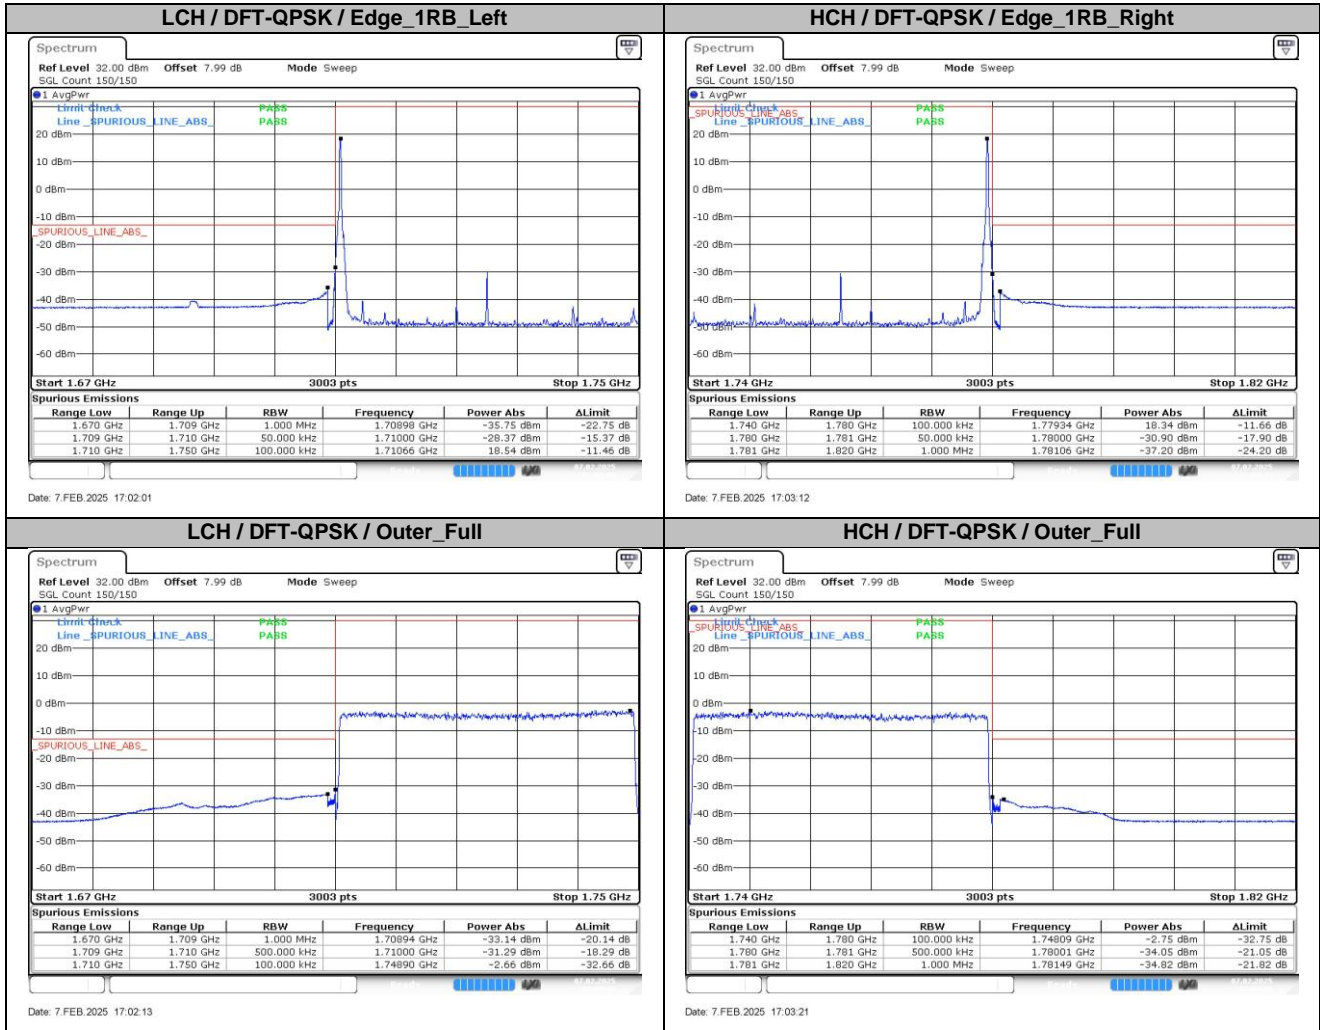 LCH / DFT-QPSK / Edge_1RB_Left
Spectrum
Ref Level 32.00 dBm Offset 7.99 dB Mode Sweep
SGL Count 150/150
1 AvgPwr
Limit Check PASS
Line _SPURIOUS_LINE_ABS_ PASS
20 dBm
10 dBm
0 dBm
-10 dBm
_SPURIOUS_LINE_ABS_
-20 dBm
-30 dBm
-40 dBm
-50 dBm
-60 dBm
Start 1.67 GHz 3003 pts Stop 1.75 GHz
Spurious Emissions
Range Low Range Up RBW Frequency Power Abs ΔLimit
1.670 GHz 1.709 GHz 1.000 MHz 1.70898 GHz -35.75 dBm -22.75 dB
1.709 GHz 1.710 GHz 50.000 kHz 1.71000 GHz -28.37 dBm -15.37 dB
1.710 GHz 1.750 GHz 100.000 kHz 1.71066 GHz 18.54 dBm -11.46 dB
Date: 7.FEB.2025 17:02:01
HCH / DFT-QPSK / Edge_1RB_Right
Spectrum
Ref Level 32.00 dBm Offset 7.99 dB Mode Sweep
SGL Count 150/150
1 AvgPwr
Limit Check PASS
_SPURIOUS_LINE_ABS_
Line _SPURIOUS_LINE_ABS_ PASS
20 dBm
10 dBm
0 dBm
-10 dBm
-20 dBm
-30 dBm
-40 dBm
-50 dBm
-60 dBm
Start 1.74 GHz 3003 pts Stop 1.82 GHz
Spurious Emissions
Range Low Range Up RBW Frequency Power Abs ΔLimit
1.740 GHz 1.780 GHz 100.000 kHz 1.77934 GHz 18.34 dBm -11.66 dB
1.780 GHz 1.781 GHz 50.000 kHz 1.78000 GHz -30.90 dBm -17.90 dB
1.781 GHz 1.820 GHz 1.000 MHz 1.78106 GHz -37.20 dBm -24.20 dB
Date: 7.FEB.2025 17:03:12
LCH / DFT-QPSK / Outer_Full
Spectrum
Ref Level 32.00 dBm Offset 7.99 dB Mode Sweep
SGL Count 150/150
1 AvgPwr
Limit Check PASS
Line _SPURIOUS_LINE_ABS_ PASS
20 dBm
10 dBm
0 dBm
-10 dBm
_SPURIOUS_LINE_ABS_
-20 dBm
-30 dBm
-40 dBm
-50 dBm
-60 dBm
Start 1.67 GHz 3003 pts Stop 1.75 GHz
Spurious Emissions
Range Low Range Up RBW Frequency Power Abs ΔLimit
1.670 GHz 1.709 GHz 1.000 MHz 1.70894 GHz -33.14 dBm -20.14 dB
1.709 GHz 1.710 GHz 500.000 kHz 1.71000 GHz -31.29 dBm -18.29 dB
1.710 GHz 1.750 GHz 100.000 kHz 1.74890 GHz -2.66 dBm -32.66 dB
Date: 7.FEB.2025 17:02:13
HCH / DFT-QPSK / Outer_Full
Spectrum
Ref Level 32.00 dBm Offset 7.99 dB Mode Sweep
SGL Count 150/150
1 AvgPwr
Limit Check PASS
_SPURIOUS_LINE_ABS_
Line _SPURIOUS_LINE_ABS_ PASS
20 dBm
10 dBm
0 dBm
-10 dBm
-20 dBm
-30 dBm
-40 dBm
-50 dBm
-60 dBm
Start 1.74 GHz 3003 pts Stop 1.82 GHz
Spurious Emissions
Range Low Range Up RBW Frequency Power Abs ΔLimit
1.740 GHz 1.780 GHz 100.000 kHz 1.74809 GHz -2.75 dBm -32.75 dB
1.780 GHz 1.781 GHz 500.000 kHz 1.78001 GHz -34.05 dBm -21.05 dB
1.781 GHz 1.820 GHz 1.000 MHz 1.78149 GHz -34.82 dBm -21.82 dB
Date: 7.FEB.2025 17:03:21